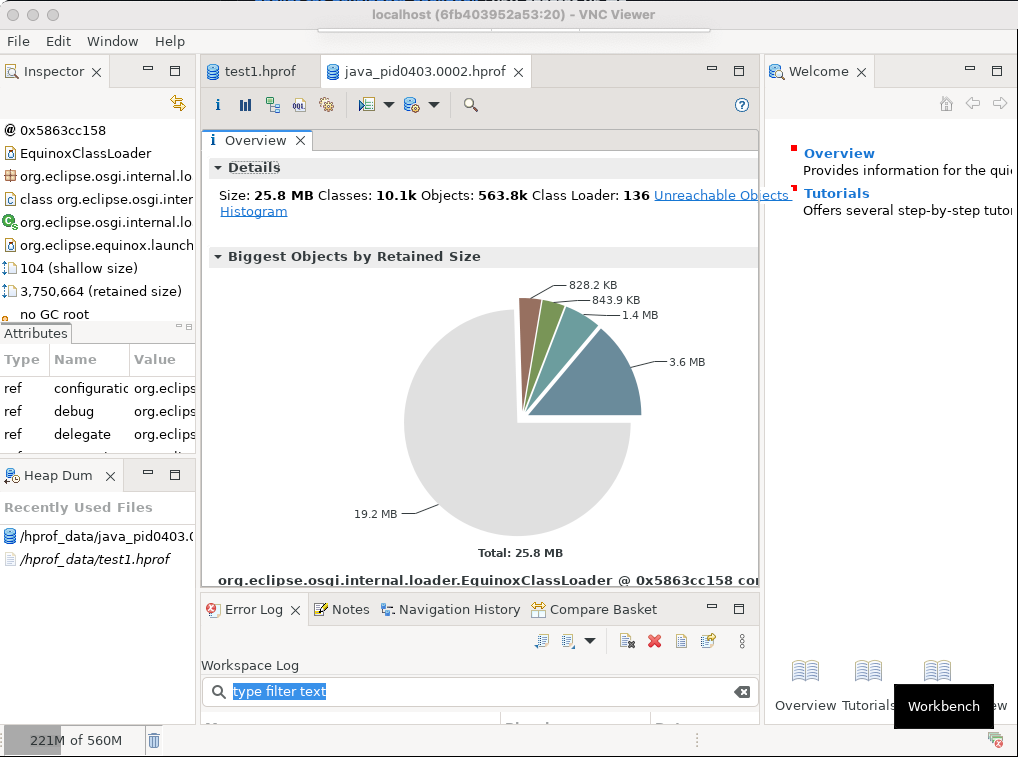 localhost (6fb403952a53:20) - VNC Viewer
File Edit Window Help
Inspector
0x5863cc158
EquinoxClassLoader
org.eclipse.osgi.internal.lo
class org.eclipse.osgi.inter
org.eclipse.osgi.internal.lo
org.eclipse.equinox.launch
104 (shallow size)
3,750,664 (retained size)
no GC root
Attributes
Type Name Value
ref configuratic org.eclips
ref debug org.eclips
ref delegate org.eclips
Heap Dum
Recently Used Files
/hprof_data/java_pid0403.0
/hprof_data/test1.hprof
221M of 560M
test1.hprof java_pid0403.0002.hprof
OQL
Overview
Details
Size: 25.8 MB Classes: 10.1k Objects: 563.8k Class Loader: 136 Unreachable Objects
Histogram
Biggest Objects by Retained Size
828.2 KB
843.9 KB
1.4 MB
3.6 MB
19.2 MB
Total: 25.8 MB
org.eclipse.osgi.internal.loader.EquinoxClassLoader @ 0x5863cc158 co
Error Log Notes Navigation History Compare Basket
Workspace Log
type filter text
Welcome
Overview
Provides information for the qui
Tutorials
Offers several step-by-step tutor
Overview Tutorials
Workbench